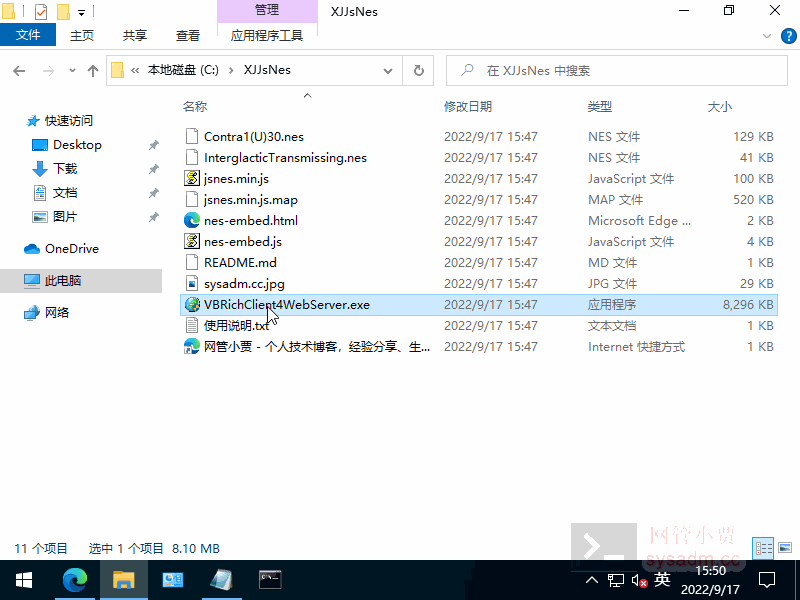 管理
XJJsNes
文件 主页 共享 查看 应用程序工具
« 本地磁盘 (C:) › XJJsNes
在 XJJsNes 中搜索
名称 修改日期 类型 大小
快速访问
Desktop
下载
文档
图片
OneDrive
此电脑
网络
Contra1(U)30.nes 2022/9/17 15:47 NES 文件 129 KB
InterglacticTransmissing.nes 2022/9/17 15:47 NES 文件 41 KB
jsnes.min.js 2022/9/17 15:47 JavaScript 文件 100 KB
jsnes.min.js.map 2022/9/17 15:47 MAP 文件 520 KB
nes-embed.html 2022/9/17 15:47 Microsoft Edge ... 2 KB
nes-embed.js 2022/9/17 15:47 JavaScript 文件 4 KB
README.md 2022/9/17 15:47 MD 文件 1 KB
sysadm.cc.jpg 2022/9/17 15:47 JPG 文件 29 KB
VBRichClient4WebServer.exe 2022/9/17 15:47 应用程序 8,296 KB
使用说明.txt 2022/9/17 15:47 文本文档 1 KB
网管小贾 - 个人技术博客，经验分享、生... 2022/9/17 15:47 Internet 快捷方式 1 KB
11 个项目 选中 1 个项目 8.10 MB
网管小贾
sysadm.cc
英
15:50
2022/9/17